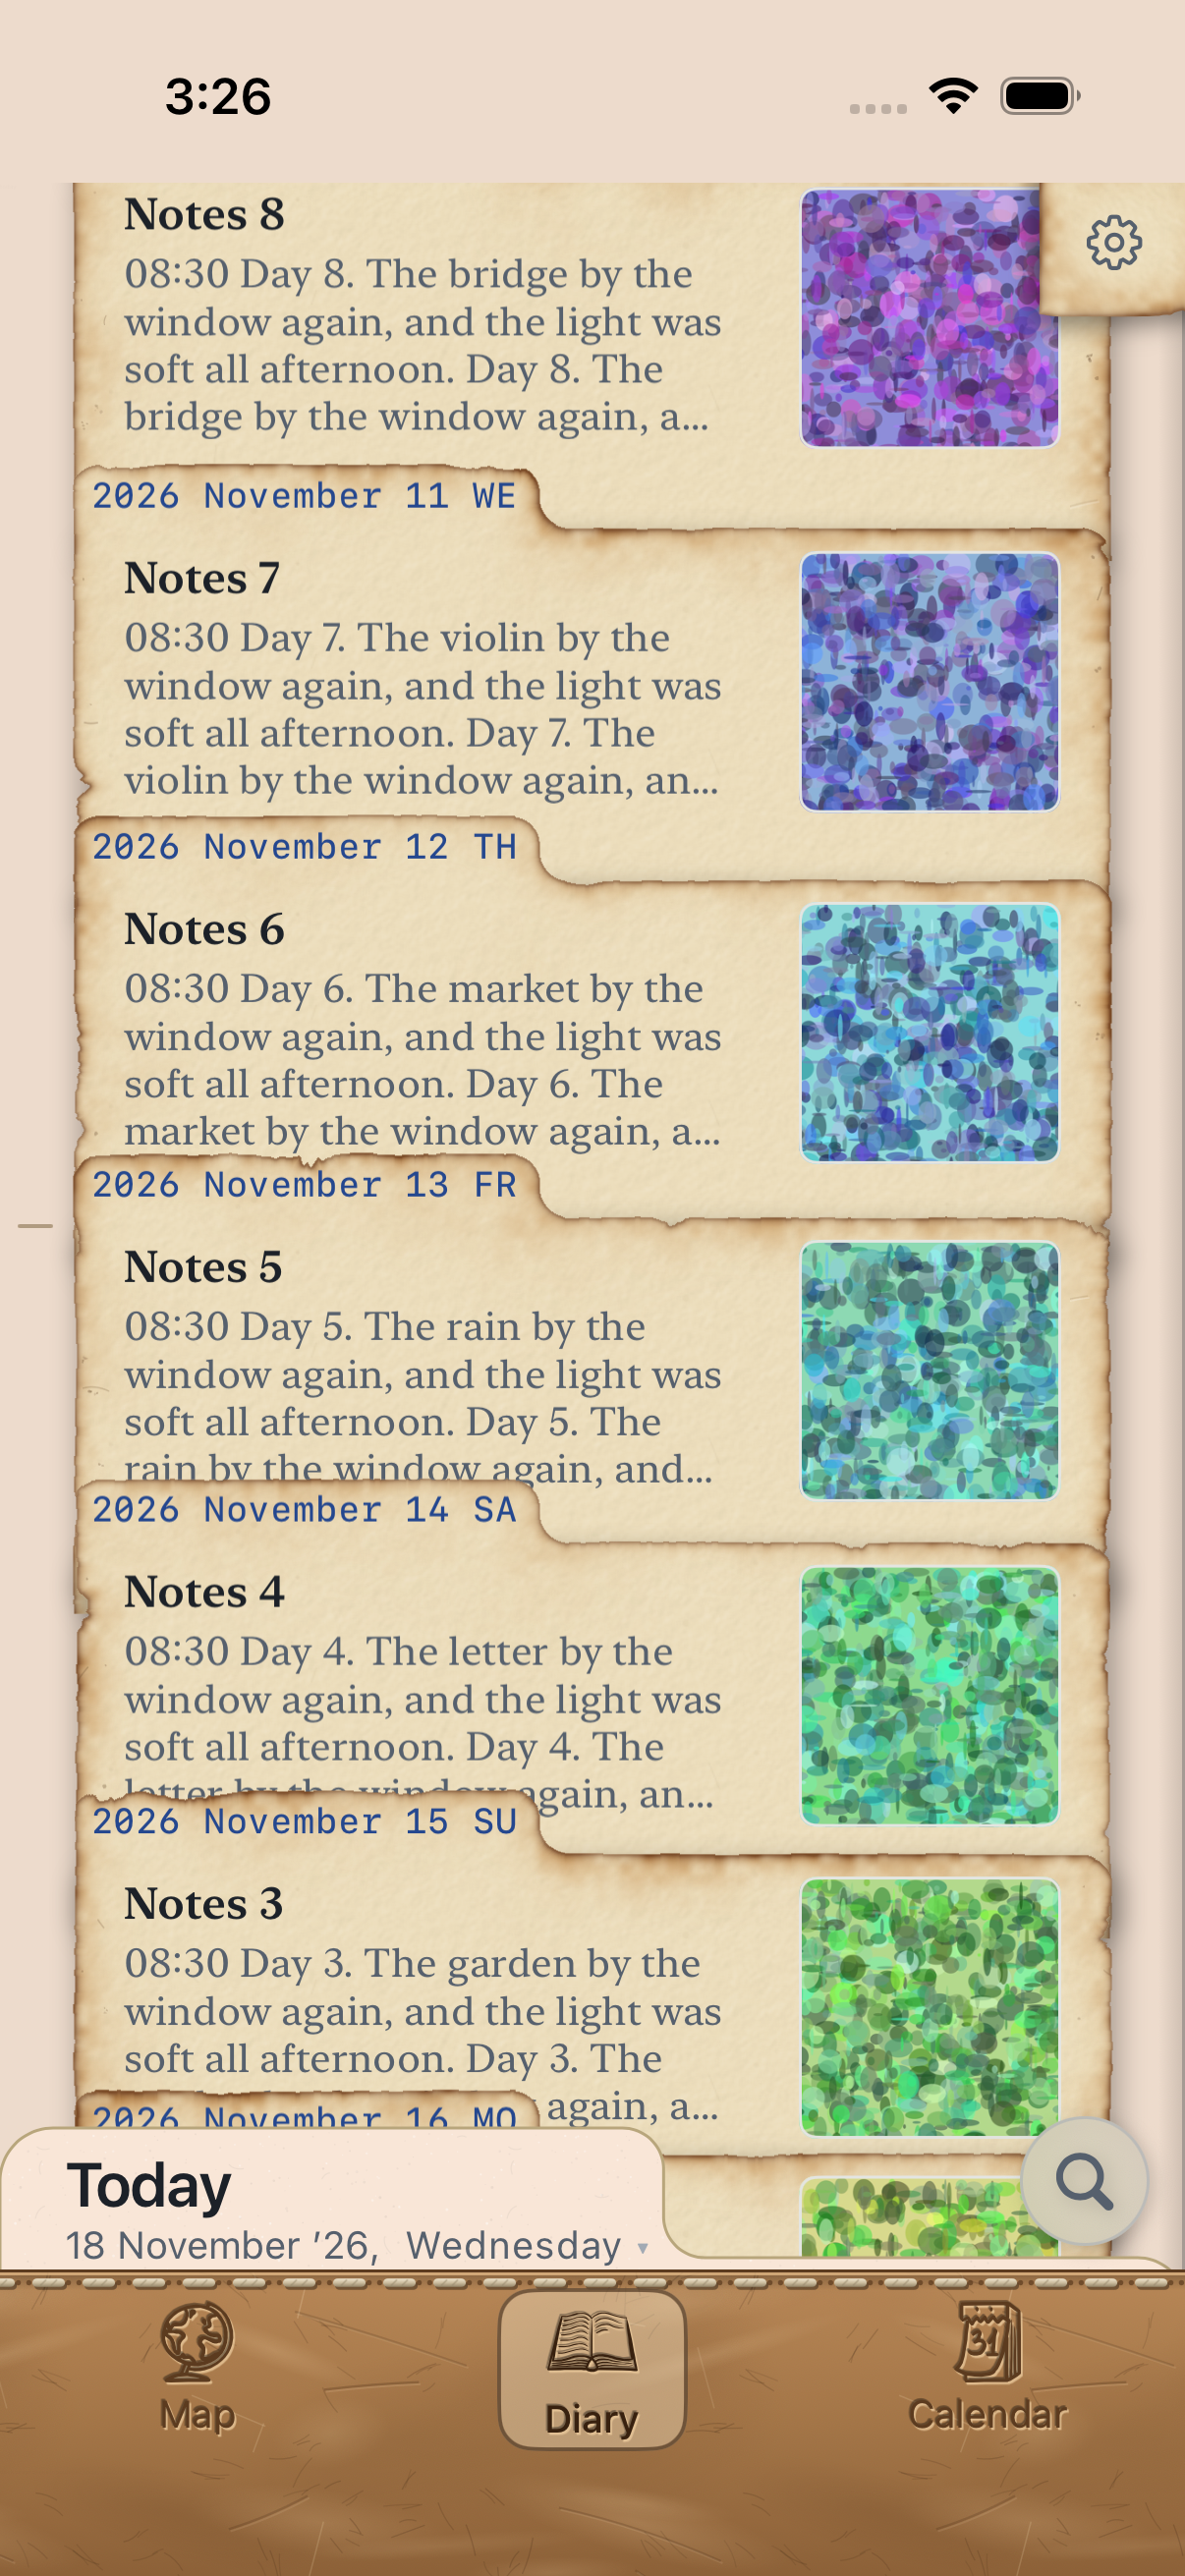 3:26
Notes 8
08:30 Day 8. The bridge by the
window again, and the light was
soft all afternoon. Day 8. The
bridge by the window again, a...
2026 November 11 WE
Notes 7
08:30 Day 7. The violin by the
window again, and the light was
soft all afternoon. Day 7. The
violin by the window again, an...
2026 November 12 TH
Notes 6
08:30 Day 6. The market by the
window again, and the light was
soft all afternoon. Day 6. The
market by the window again, a...
2026 November 13 FR
Notes 5
08:30 Day 5. The rain by the
window again, and the light was
soft all afternoon. Day 5. The
rain by the window again, and...
2026 November 14 SA
Notes 4
08:30 Day 4. The letter by the
window again, and the light was
soft all afternoon. Day 4. The
letter by the window again, an...
2026 November 15 SU
Notes 3
08:30 Day 3. The garden by the
window again, and the light was
soft all afternoon. Day 3. The
again, a...
2026 November 16 MO
Today
18 November ’26, Wednesday
Map
31
Diary
Calendar